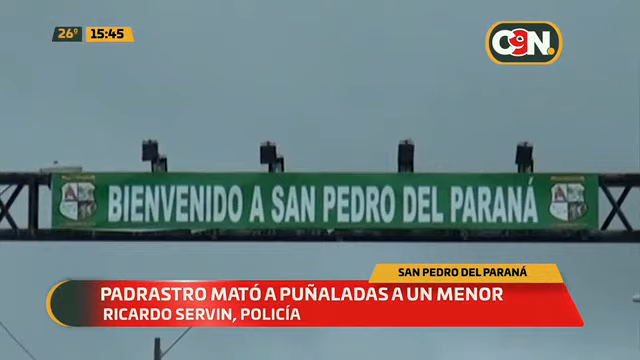 26º 15:45
C9N.
BIENVENIDO A SAN PEDRO DEL PARANÁ
SAN PEDRO DEL PARANÁ
PADRASTRO MATÓ A PUÑALADAS A UN MENOR
RICARDO SERVIN, POLICÍA